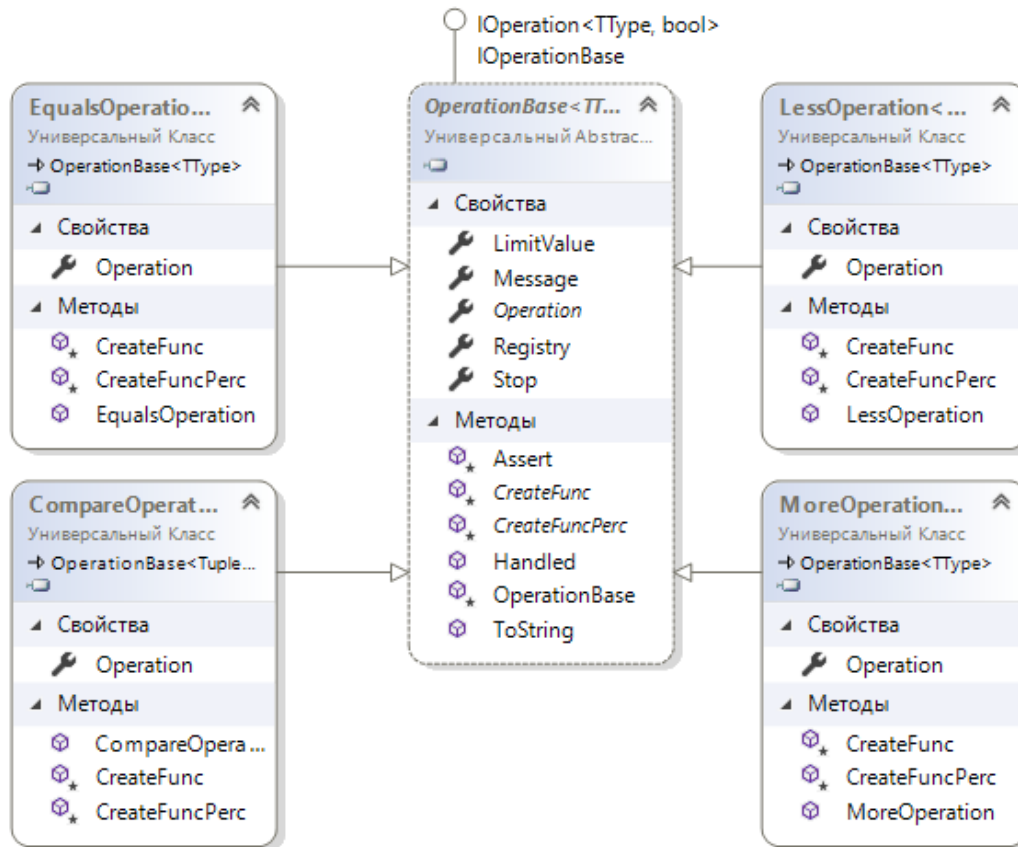 IOperation<TType, bool>
IOperationBase
EqualsOperatio...
Универсальный Класс
OperationBase<TType>
Свойства
Operation
Методы
CreateFunc
CreateFuncPerc
EqualsOperation
CompareOperat...
Универсальный Класс
OperationBase<Tuple...
Свойства
Operation
Методы
CompareOpera...
CreateFunc
CreateFuncPerc
OperationBase<TT...
Универсальный Abstrac...
Свойства
LimitValue
Message
Operation
Registry
Stop
Методы
Assert
CreateFunc
CreateFuncPerc
Handled
OperationBase
ToString
LessOperation<...
Универсальный Класс
OperationBase<TType>
Свойства
Operation
Методы
CreateFunc
CreateFuncPerc
LessOperation
MoreOperation...
Универсальный Класс
OperationBase<TType>
Свойства
Operation
Методы
CreateFunc
CreateFuncPerc
MoreOperation